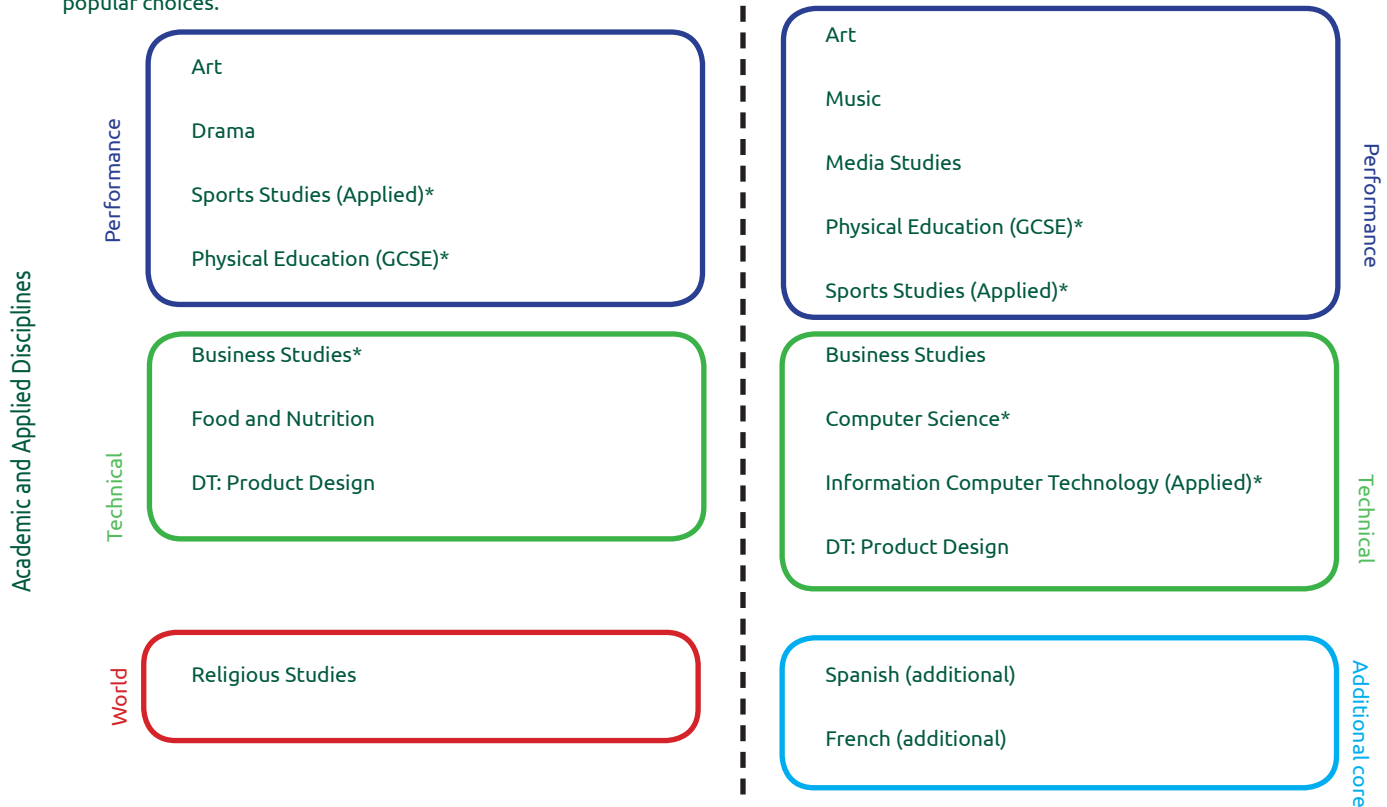 popular choices.
Academic and Applied Disciplines
Performance
Art
Drama
Sports Studies (Applied)*
Physical Education (GCSE)*
Technical
Business Studies*
Food and Nutrition
DT: Product Design
World
Religious Studies
Performance
Art
Music
Media Studies
Physical Education (GCSE)*
Sports Studies (Applied)*
Technical
Business Studies
Computer Science*
Information Computer Technology (Applied)*
DT: Product Design
Additional core
Spanish (additional)
French (additional)